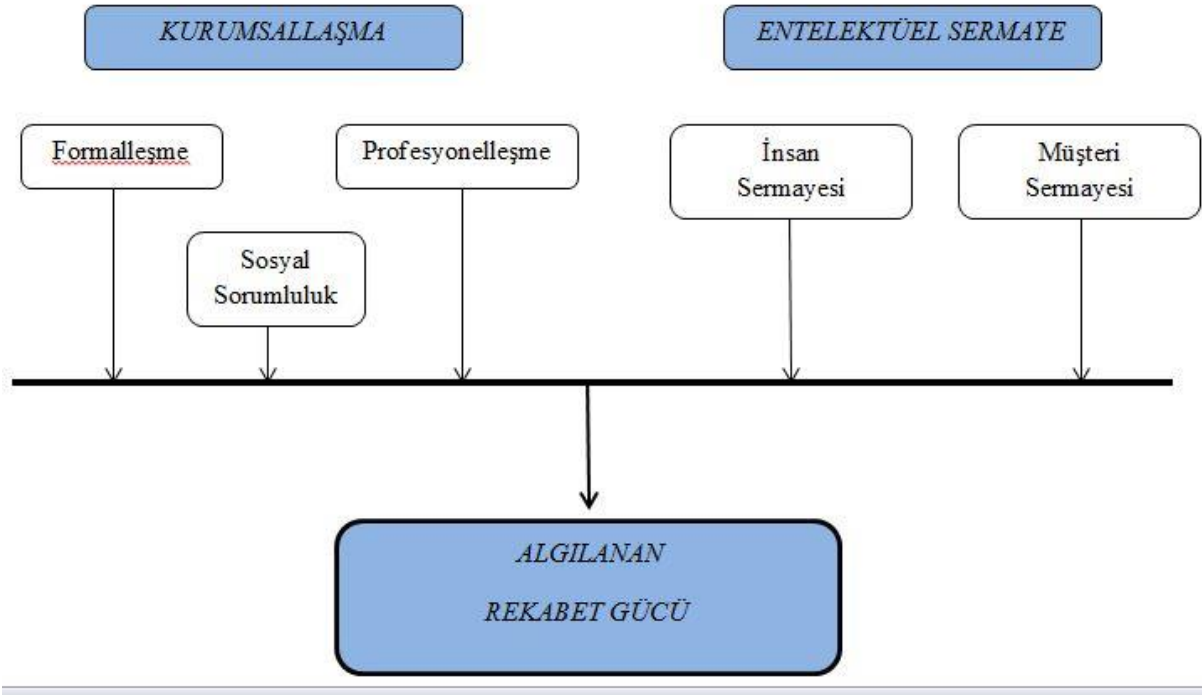 KURUMSALLAŞMA
ENTELEKTÜEL SERMAYE
Formalleşme
Profesyonelleşme
İnsan
Sermayesi
Müşteri
Sermayesi
Sosyal
Sorumluluk
ALGILANAN
REKABET GÜCÜ